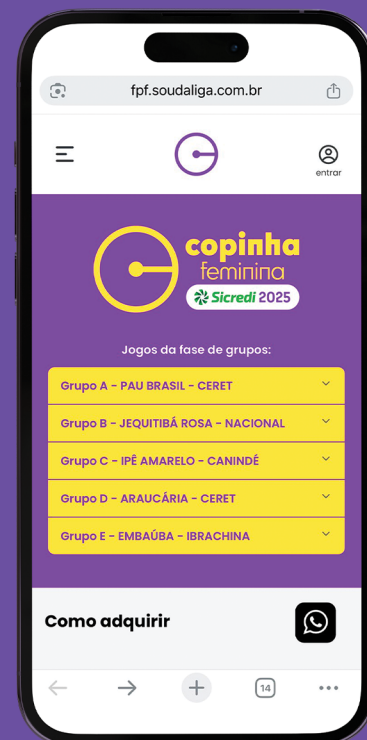 fpf.soudaliga.com.br
entrar
copinha
feminina
Sicredi 2025
Jogos da fase de grupos:
Grupo A - PAU BRASIL - CERET
Grupo B - JEQUITIBÁ ROSA - NACIONAL
Grupo C - IPÊ AMARELO - CANINDÉ
Grupo D - ARAUCÁRIA - CERET
Grupo E - EMBAÚBA - IBRACHINA
Como adquirir
14